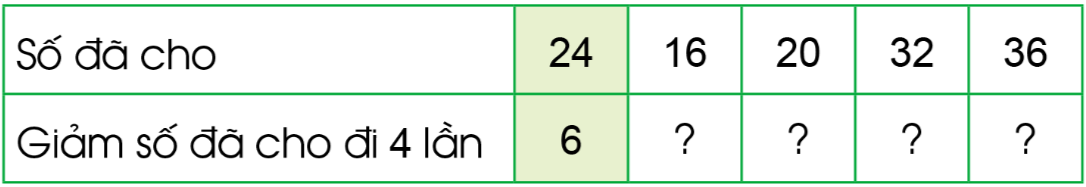 Số đã cho 24 16 20 32 36
Giảm số đã cho đi 4 lần 6 ? ? ? ?